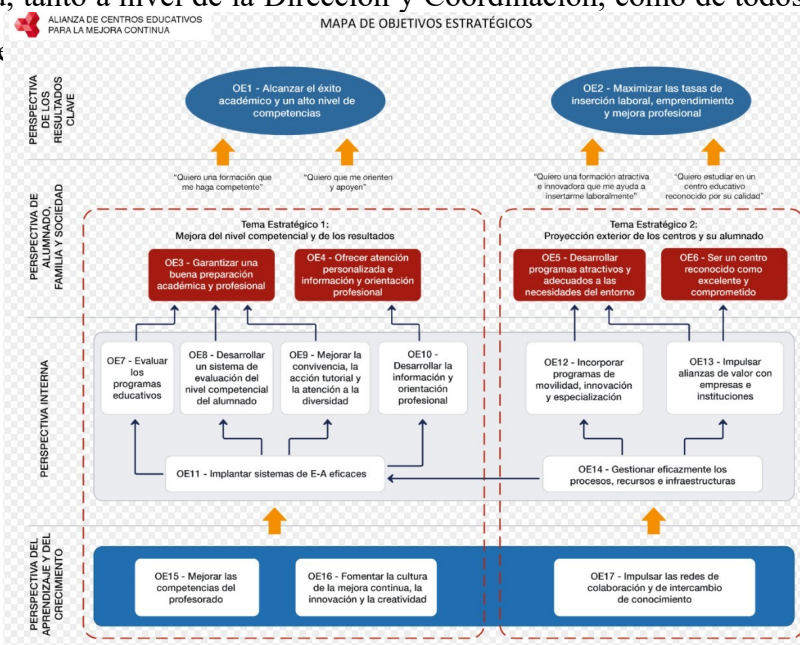 a, tanto a nivel de la Dirección y Coordinación, como de todos
ALIANZA DE CENTROS EDUCATIVOS
PARA LA MEJORA CONTINUA
MAPA DE OBJETIVOS ESTRATÉGICOS
PERSPECTIVA
DE LOS
RESULTADOS
CLAVE
OE1 - Alcanzar el éxito
académico y un alto nivel de
competencias
OE2 - Maximizar las tasas de
inserción laboral, emprendimiento
y mejora profesional
PERSPECTIVA DE
ALUMNADO,
FAMILIA Y SOCIEDAD
"Quiero una formación que
me haga competente"
"Quiero que me orienten
y apoyen"
"Quiero una formación atractiva
e innovadora que me ayuda a
insertarme laboralmente"
"Quiero estudiar en un
centro educativo
reconocido por su calidad"
Tema Estratégico 1:
Mejora del nivel competencial y de los resultados
Tema Estratégico 2:
Proyección exterior de los centros y su alumnado
OE3 - Garantizar una
buena preparación
académica y profesional
OE4 - Ofrecer atención
personalizada e
información y orientación
profesional
OE5 - Desarrollar
programas atractivos y
adecuados a las
necesidades del entorno
OE6 - Ser un centro
reconocido como
excelente y
comprometido
PERSPECTIVA INTERNA
OE7 - Evaluar
los
programas
educativos
OE8 - Desarrollar
un sistema de
evaluación del
nivel competencial
del alumnado
OE9 - Mejorar la
convivencia, la
acción tutorial y
la atención a la
diversidad
OE10 -
Desarrollar la
información y
orientación
profesional
OE12 - Incorporar
programas de
movilidad, innovación
y especialización
OE13 - Impulsar
alianzas de valor con
empresas e
instituciones
OE11 - Implantar sistemas de E-A eficaces
OE14 - Gestionar eficazmente los
procesos, recursos e infraestructuras
PERSPECTIVA DEL
APRENDIZAJE Y DEL
CRECIMIENTO
OE15 - Mejorar las
competencias del
profesorado
OE16 - Fomentar la cultura
de la mejora continua, la
innovación y la creatividad
OE17 - Impulsar las redes de
colaboración y de intercambio
de conocimiento